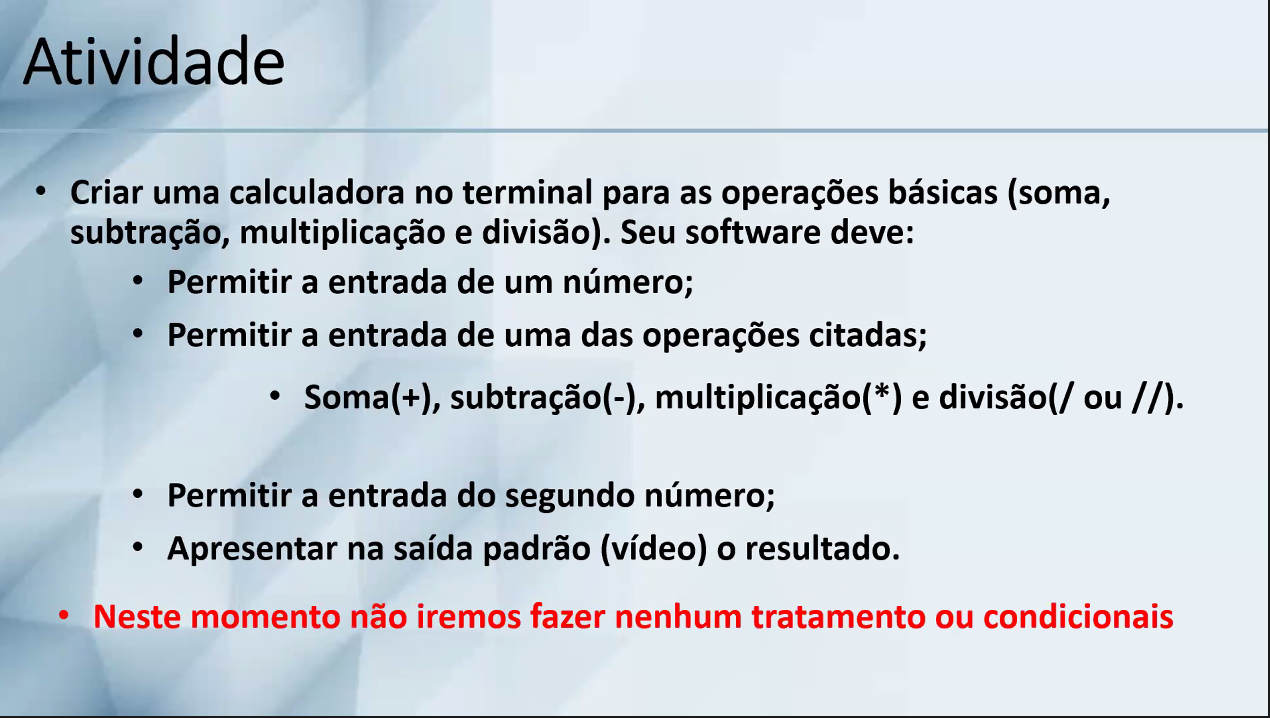 Atividade
• Criar uma calculadora no terminal para as operações básicas (soma,
subtração, multiplicação e divisão). Seu software deve:
• Permitir a entrada de um número;
• Permitir a entrada de uma das operações citadas;
• Soma(+), subtração(-), multiplicação(*) e divisão(/ ou //).
• Permitir a entrada do segundo número;
• Apresentar na saída padrão (vídeo) o resultado.
• Neste momento não iremos fazer nenhum tratamento ou condicionais